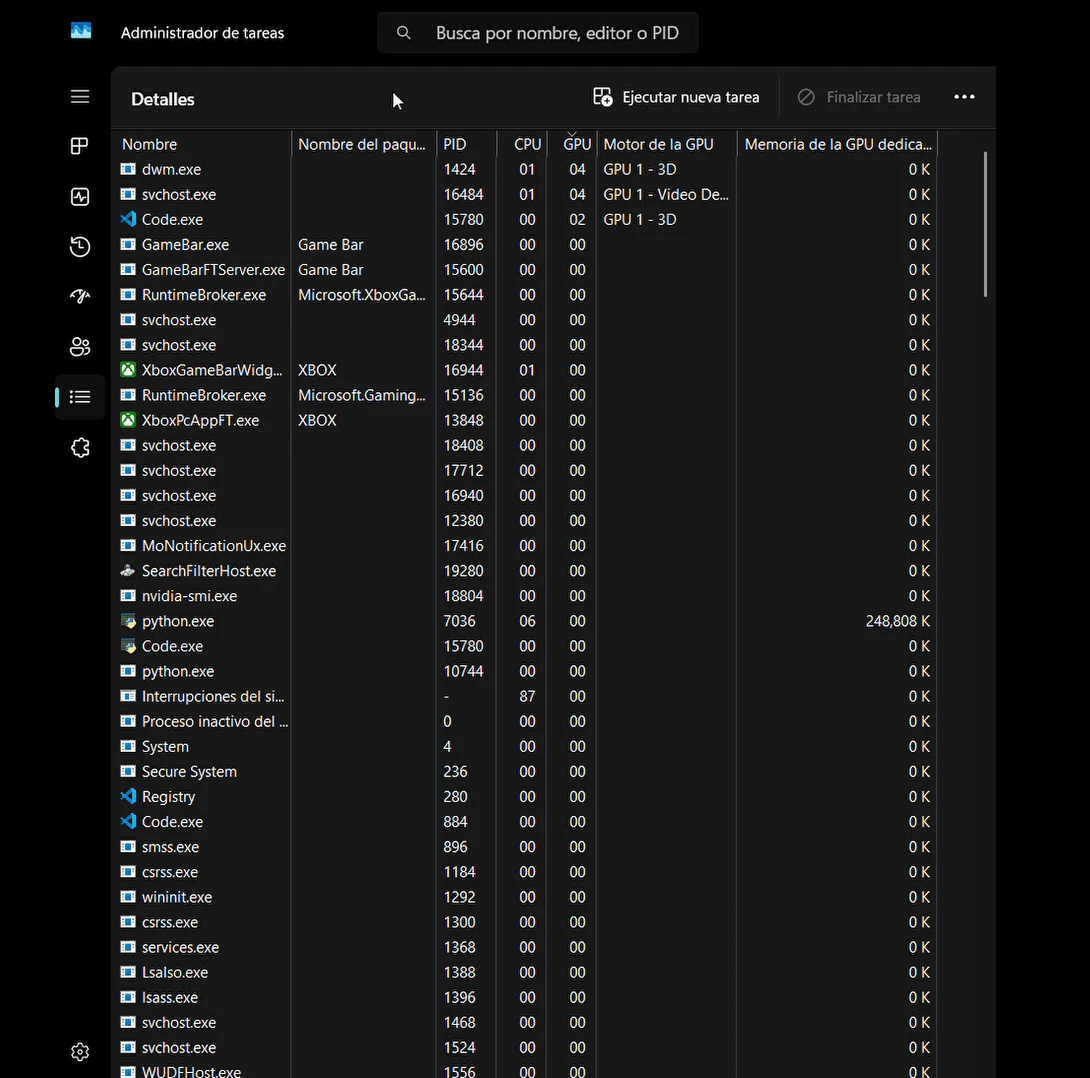 Administrador de tareas
Busca por nombre, editor o PID
Detalles
Ejecutar nueva tarea
Finalizar tarea
Nombre Nombre del paqu... PID CPU GPU Motor de la GPU Memoria de la GPU dedica...
dwm.exe 1424 01 04 GPU 1 - 3D 0 K
svchost.exe 16484 01 04 GPU 1 - Video De... 0 K
Code.exe 15780 00 02 GPU 1 - 3D 0 K
GameBar.exe Game Bar 16896 00 00 0 K
GameBarFTServer.exe Game Bar 15600 00 00 0 K
RuntimeBroker.exe Microsoft.XboxGa... 15644 00 00 0 K
svchost.exe 4944 00 00 0 K
svchost.exe 18344 00 00 0 K
XboxGameBarWidg... XBOX 16944 01 00 0 K
RuntimeBroker.exe Microsoft.Gaming... 15136 00 00 0 K
XboxPcAppFT.exe XBOX 13848 00 00 0 K
svchost.exe 18408 00 00 0 K
svchost.exe 17712 00 00 0 K
svchost.exe 16940 00 00 0 K
svchost.exe 12380 00 00 0 K
MoNotificationUx.exe 17416 00 00 0 K
SearchFilterHost.exe 19280 00 00 0 K
nvidia-smi.exe 18804 00 00 0 K
python.exe 7036 06 00 248,808 K
Code.exe 15780 00 00 0 K
python.exe 10744 00 00 0 K
Interrupciones del si... - 87 00 0 K
Proceso inactivo del ... 0 00 00 0 K
System 4 00 00 0 K
Secure System 236 00 00 0 K
Registry 280 00 00 0 K
Code.exe 884 00 00 0 K
smss.exe 896 00 00 0 K
csrss.exe 1184 00 00 0 K
wininit.exe 1292 00 00 0 K
csrss.exe 1300 00 00 0 K
services.exe 1368 00 00 0 K
LsaIso.exe 1388 00 00 0 K
lsass.exe 1396 00 00 0 K
svchost.exe 1468 00 00 0 K
svchost.exe 1524 00 00 0 K
WUDFHost.exe 1556 00 00 0 K